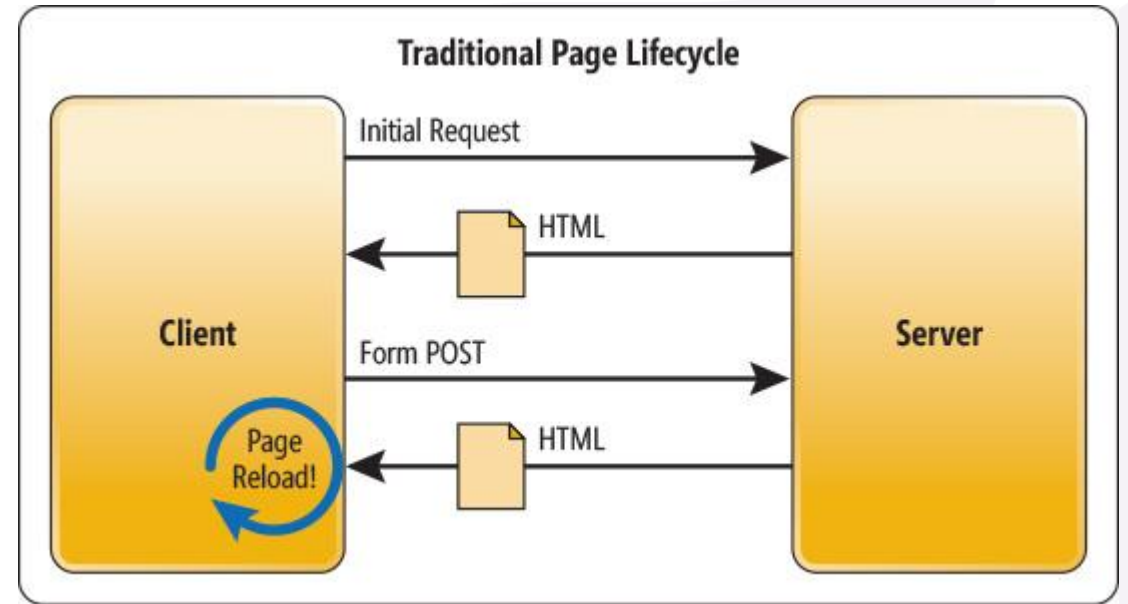 Traditional Page Lifecycle
Initial Request
HTML
Client
Server
Form POST
HTML
Page
Reload!